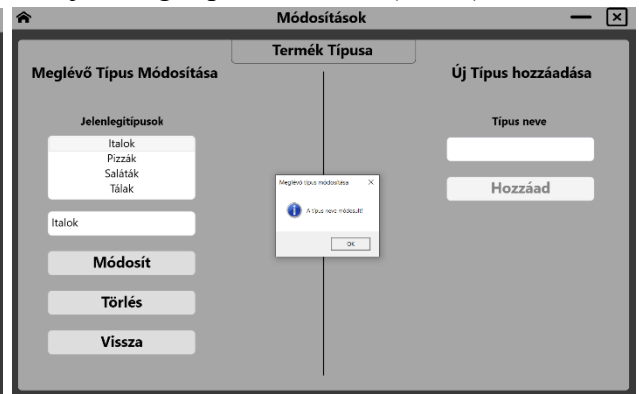 Módosítások
Termék Típusa
Meglévő Típus Módosítása
Jelenlegitípusok
Italok
Pizzák
Saláták
Tálak
Italok
Módosít
Törlés
Vissza
Meglévő típus módosítása
A típus neve módosult!
OK
Új Típus hozzáadása
Típus neve
Hozzáad